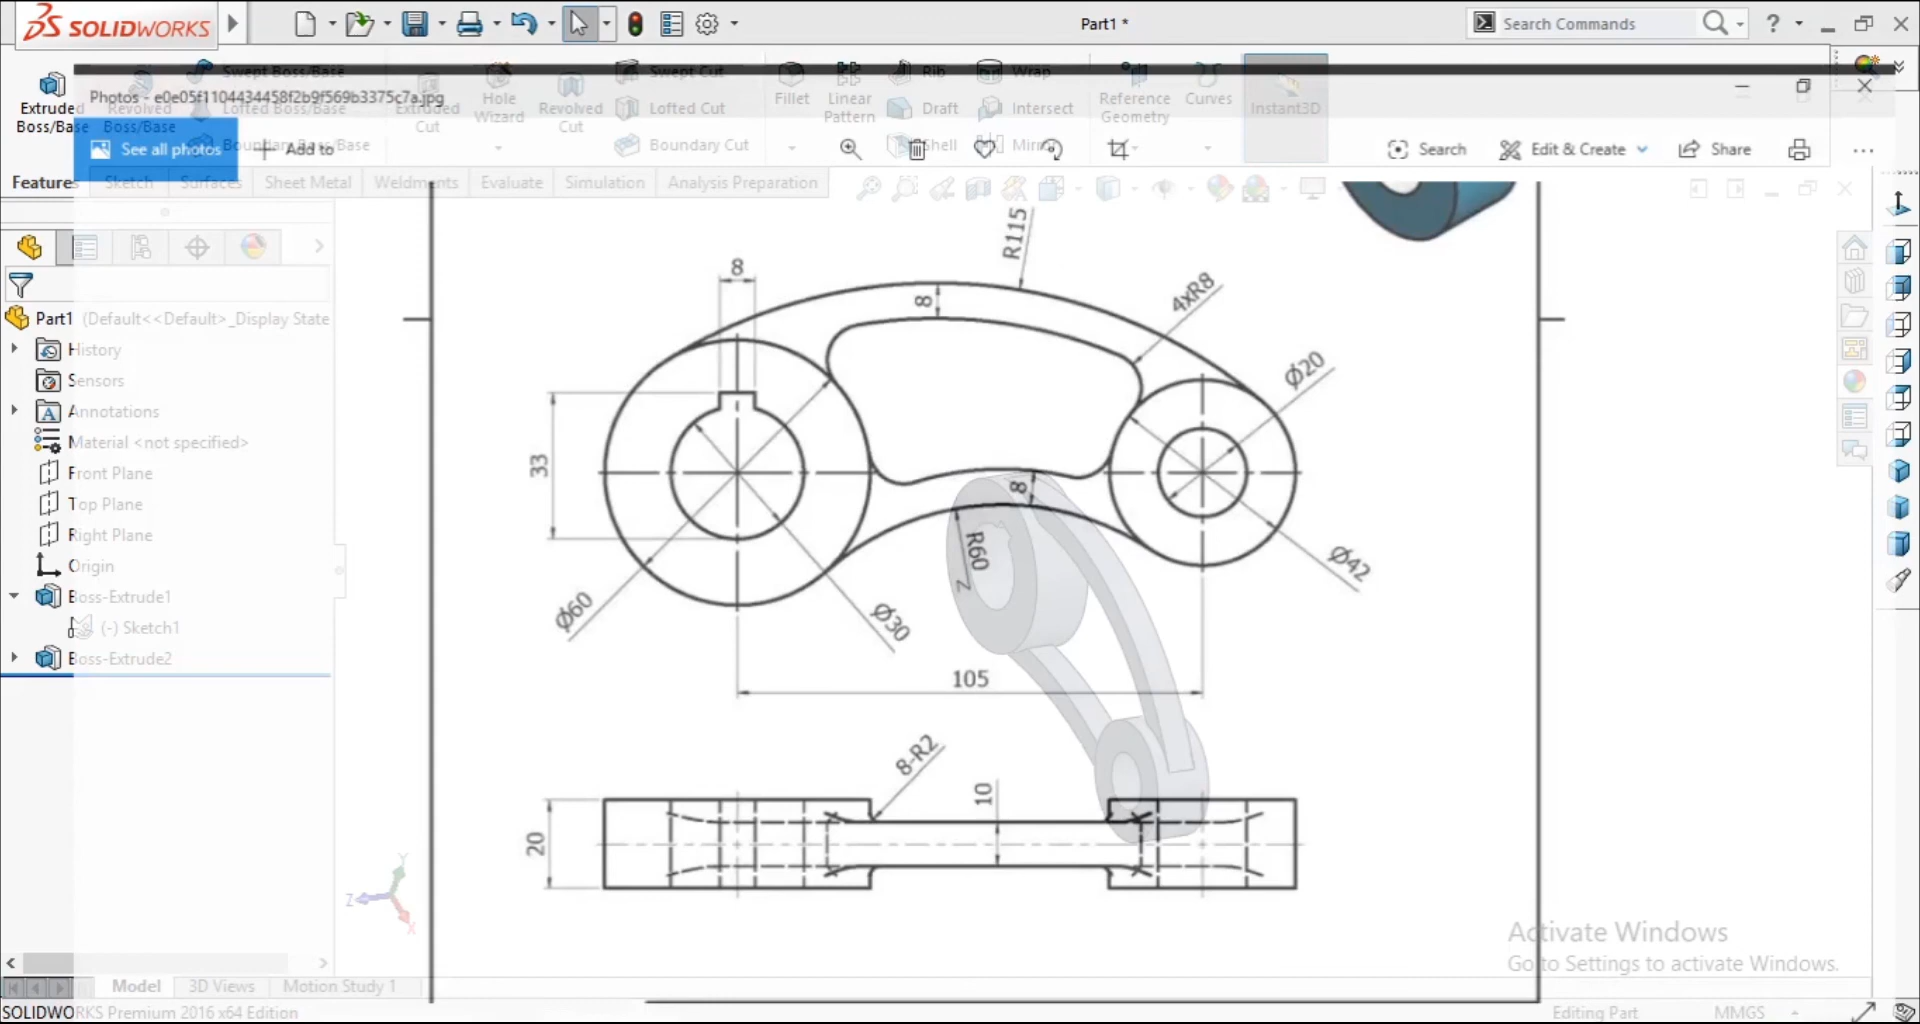 SOLIDWORKS
Part1 *
Search Commands
Extruded Boss/Base
Revolved Boss/Base
Swept Boss/Base
Lofted Boss/Base
Boundary Boss/Base
Extruded Cut
Hole Wizard
Revolved Cut
Swept Cut
Lofted Cut
Boundary Cut
Fillet
Linear Pattern
Rib
Draft
Shell
Wrap
Intersect
Reference Geometry
Curves
Instant3D
Photos - e0e05f1104434458f2b9f569b3375c7a.jpg
See all photos
Add to
Search
Edit & Create
Share
Features
Sketch
Surfaces
Sheet Metal
Weldments
Evaluate
Simulation
Analysis Preparation
Part1 (Default<<Default>_Display State
History
Sensors
Annotations
Material <not specified>
Front Plane
Top Plane
Right Plane
Origin
Boss-Extrude1
(-) Sketch1
Boss-Extrude2
R115
8
8
4xR8
Ø20
33
8
R60
Ø42
Ø60
Ø30
105
8-R2
10
20
Y
Z
X
Activate Windows
Go to Settings to activate Windows.
Model
3D Views
Motion Study 1
SOLIDWORKS Premium 2016 x64 Edition
Editing Part
MMGS